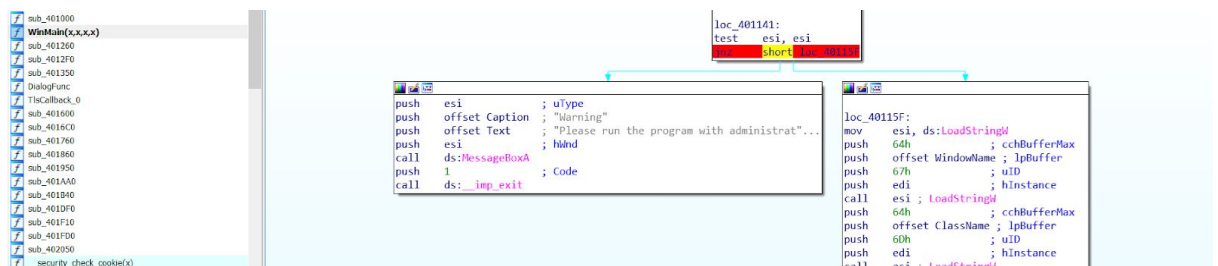 sub_401000
WinMain(x,x,x,x)
sub_401260
sub_4012F0
sub_401350
DialogFunc
TlsCallback_0
sub_401600
sub_4016C0
sub_401760
sub_401860
sub_401950
sub_401AA0
sub_401B40
sub_401DF0
sub_401F10
sub_401FD0
sub_402050
security_check_cookie(x)
loc_401141:
test esi, esi
jnz short loc_40115F
push esi ; uType
push offset Caption ; "Warning"
push offset Text ; "Please run the program with administrat"...
push esi ; hWnd
call ds:MessageBoxA
push 1 ; Code
call ds:__imp_exit
loc_40115F:
mov esi, ds:LoadStringW
push 64h ; cchBufferMax
push offset WindowName ; lpBuffer
push 67h ; uID
push edi ; hInstance
call esi ; LoadStringW
push 64h ; cchBufferMax
push offset ClassName ; lpBuffer
push 6Dh ; uID
push edi ; hInstance
call esi ; LoadStringW